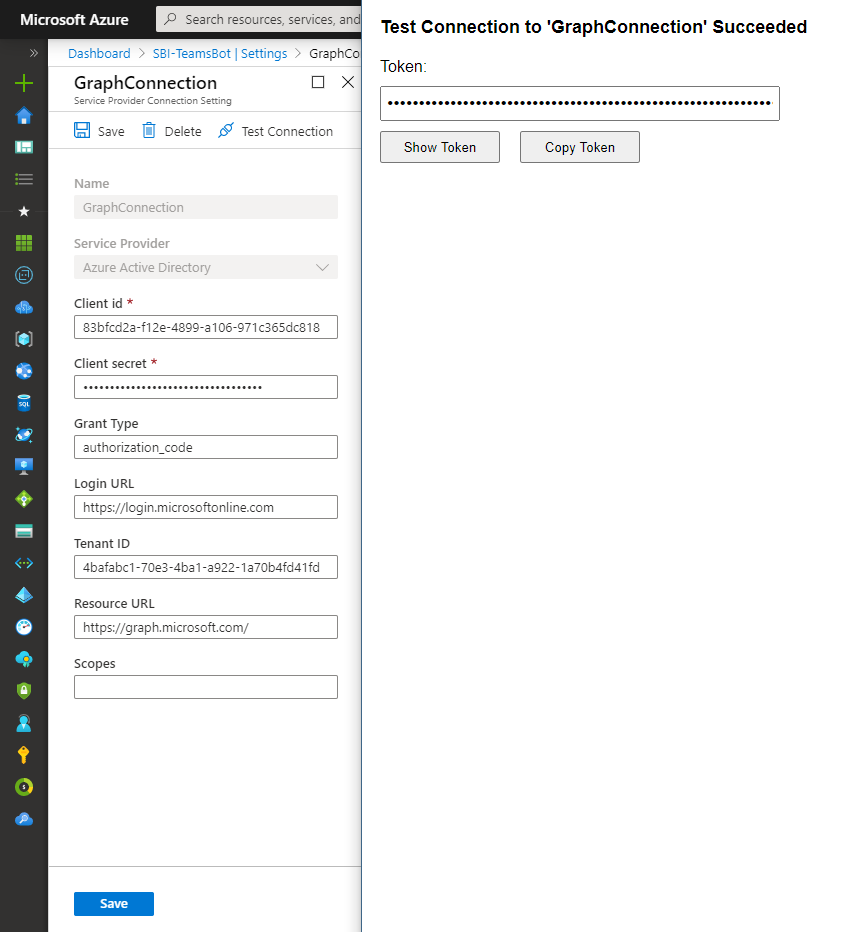 Microsoft Azure
Search resources, services, and
Dashboard > SBI-TeamsBot | Settings > GraphCo
GraphConnection
Service Provider Connection Setting
Save Delete Test Connection
Name
GraphConnection
Service Provider
Azure Active Directory
Client id *
83bfcd2a-f12e-4899-a106-971c365dc818
Client secret *
••••••••••••••••••••••••••••••••••
Grant Type
authorization_code
Login URL
https://login.microsoftonline.com
Tenant ID
4bafabc1-70e3-4ba1-a922-1a70b4fd41fd
Resource URL
https://graph.microsoft.com/
Scopes
Save
Test Connection to 'GraphConnection' Succeeded
Token:
••••••••••••••••••••••••••••••••••••••••••••••••••••••••••••••
Show Token Copy Token